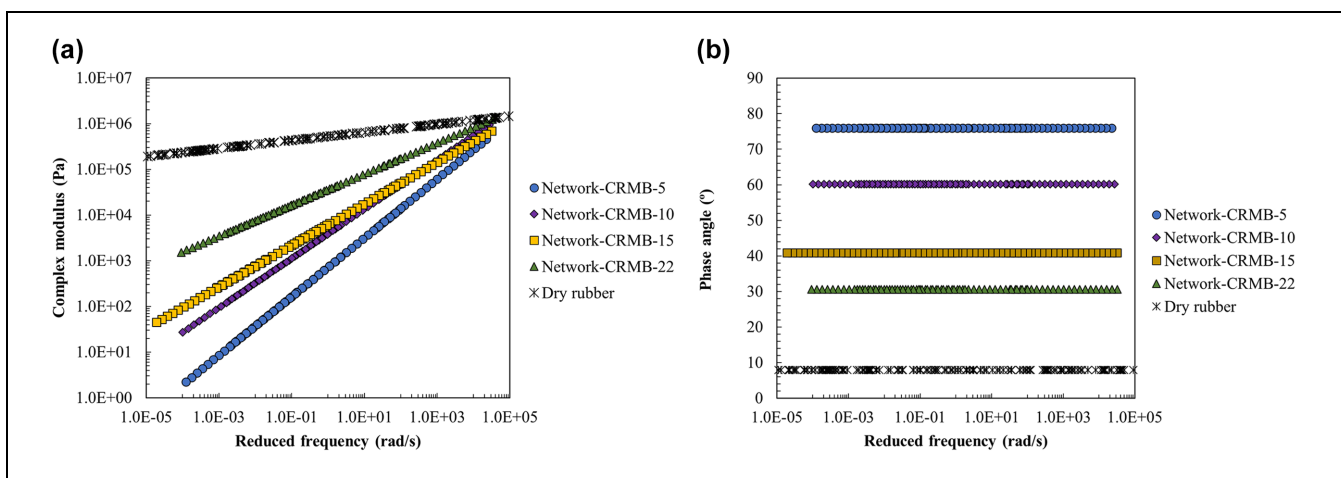 (a)
1.0E+07
1.0E+06
1.0E+05
1.0E+04
1.0E+03
1.0E+02
1.0E+01
1.0E+00
Complex modulus (Pa)
1.0E-05 1.0E-03 1.0E-01 1.0E+01 1.0E+03 1.0E+05
Reduced frequency (rad/s)
Network-CRMB-5
Network-CRMB-10
Network-CRMB-15
Network-CRMB-22
Dry rubber
(b)
90
80
70
60
50
40
30
20
10
0
Phase angle (º)
1.0E-05 1.0E-03 1.0E-01 1.0E+01 1.0E+03 1.0E+05
Reduced frequency (rad/s)
Network-CRMB-5
Network-CRMB-10
Network-CRMB-15
Network-CRMB-22
Dry rubber